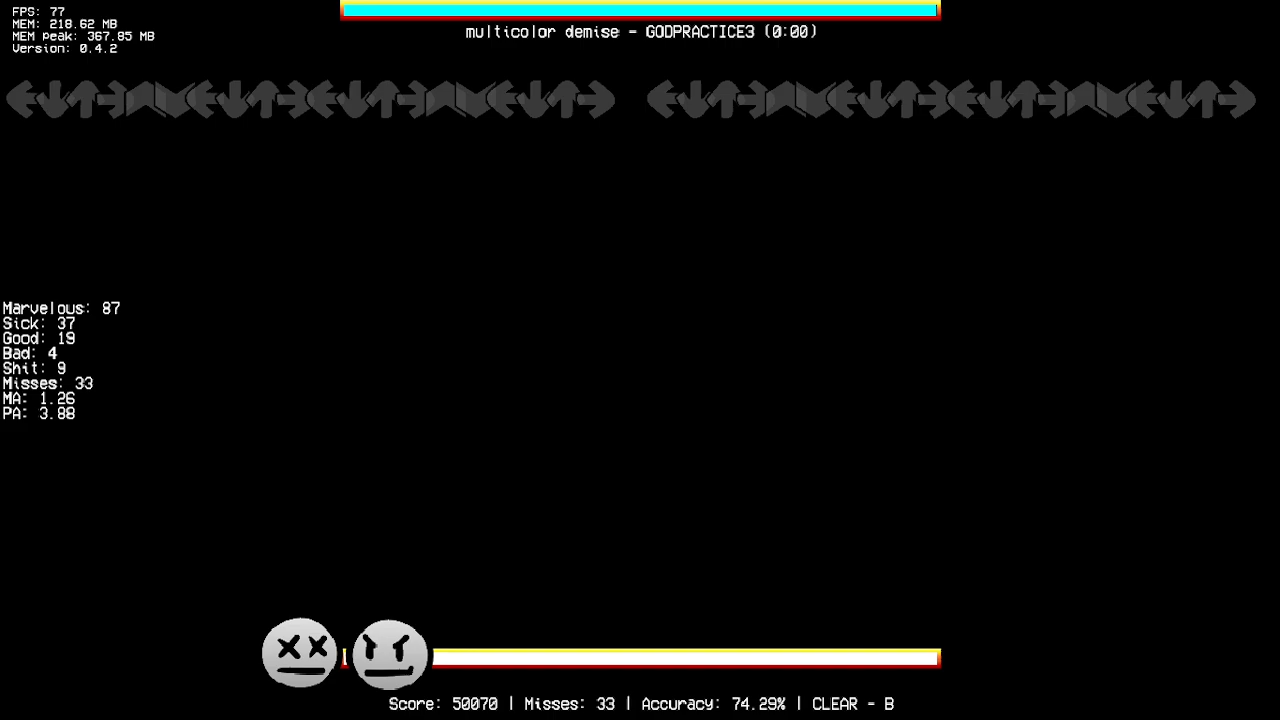 FPS: 77
MEM: 218.62 MB
MEM peak: 367.85 MB
Version: 0.4.2
multicolor demise - GODPRACTICE3 (0:00)
Marvelous: 87
Sick: 37
Good: 19
Bad: 4
Shit: 9
Misses: 33
MA: 1.26
PA: 3.88
Score: 50070 | Misses: 33 | Accuracy: 74.29% | CLEAR - B